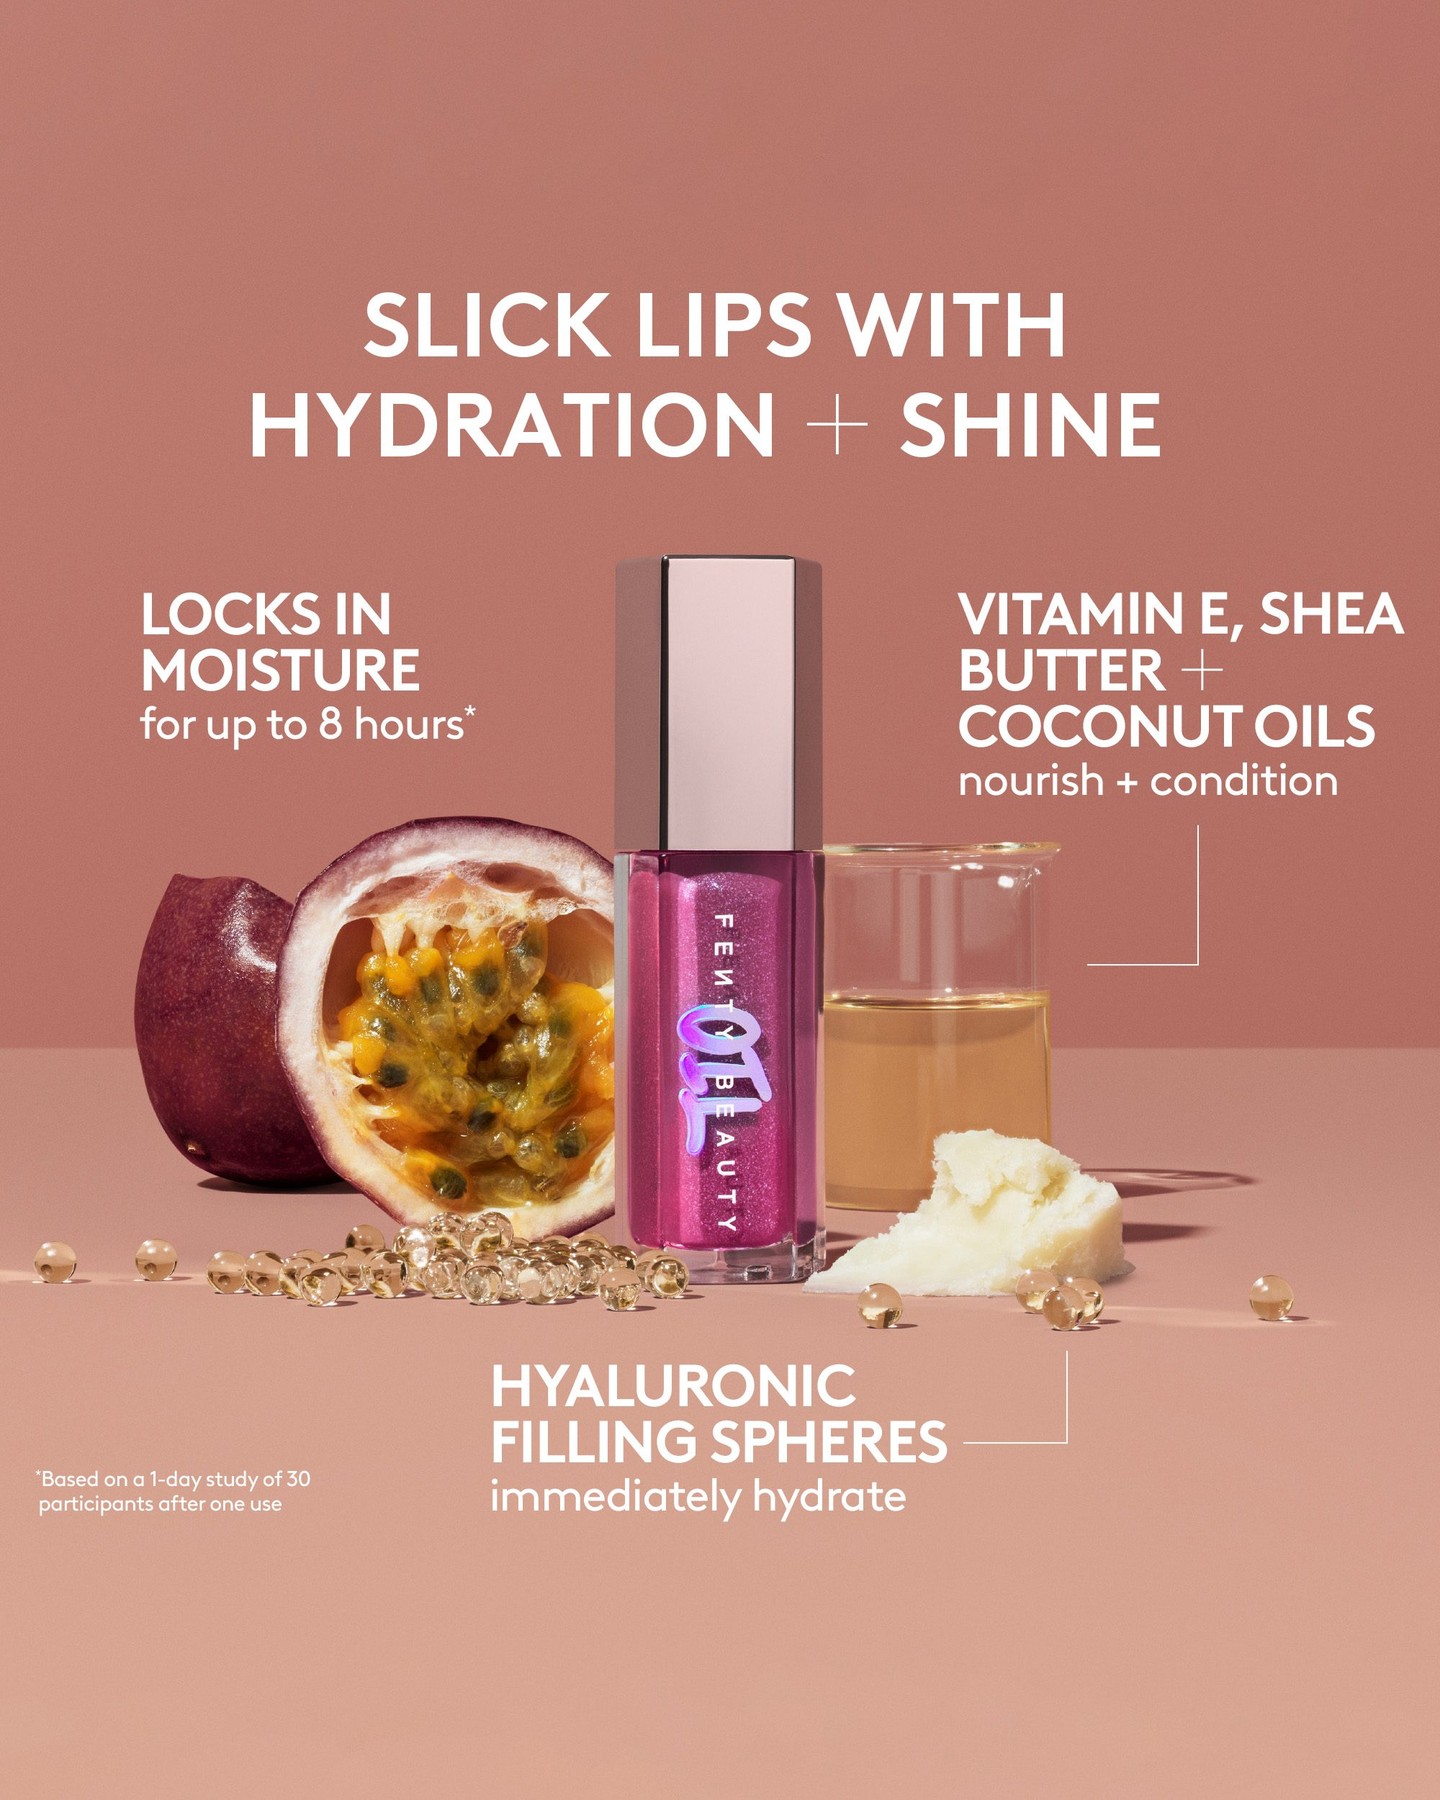 SLICK LIPS WITH
HYDRATION + SHINE
LOCKS IN
MOISTURE
for up to 8 hours*
VITAMIN E, SHEA
BUTTER +
COCONUT OILS
nourish + condition
FEИTY BEAUTY
OIL
HYALURONIC
FILLING SPHERES
immediately hydrate
*Based on a 1-day study of 30
participants after one use